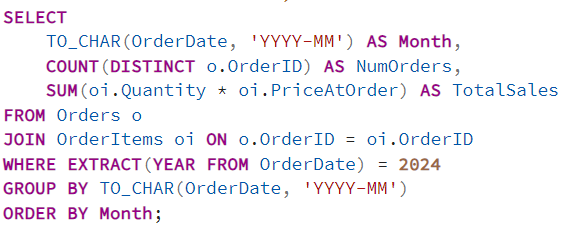 SELECT
TO_CHAR(OrderDate, 'YYYY-MM') AS Month,
COUNT(DISTINCT o.OrderID) AS NumOrders,
SUM(oi.Quantity * oi.PriceAtOrder) AS TotalSales
FROM Orders o
JOIN OrderItems oi ON o.OrderID = oi.OrderID
WHERE EXTRACT(YEAR FROM OrderDate) = 2024
GROUP BY TO_CHAR(OrderDate, 'YYYY-MM')
ORDER BY Month;